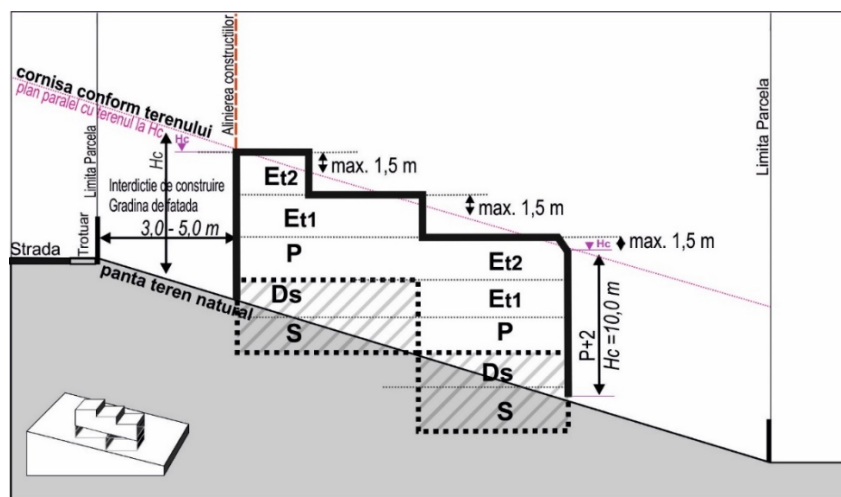 cornisa conform terenului
plan paralel cu terenul la Hc
Limita Parcela
Alinierea constructiilor
Limita Parcela
Hc
Hc
Interdictie de construire
Gradina de fatada
3,0 - 5,0 m
Strada
Trotuar
panta teren natural
Et2
max. 1,5 m
Et1
max. 1,5 m
P
Hc
max. 1,5 m
Et2
Ds
Et1
S
P
P+2
Hc =10,0 m
Ds
S